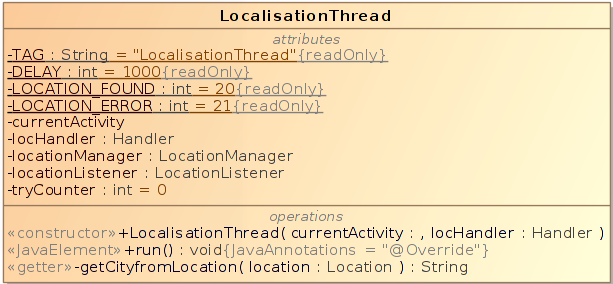 LocalisationThread
attributes
-TAG : String = "LocalisationThread"{readOnly}
-DELAY : int = 1000{readOnly}
-LOCATION_FOUND : int = 20{readOnly}
-LOCATION_ERROR : int = 21{readOnly}
-currentActivity
-locHandler : Handler
-locationManager : LocationManager
-locationListener : LocationListener
-tryCounter : int = 0
operations
«constructor»+LocalisationThread( currentActivity : , locHandler : Handler )
«JavaElement»+run() : void{JavaAnnotations = "@Override"}
«getter»-getCityfromLocation( location : Location ) : String